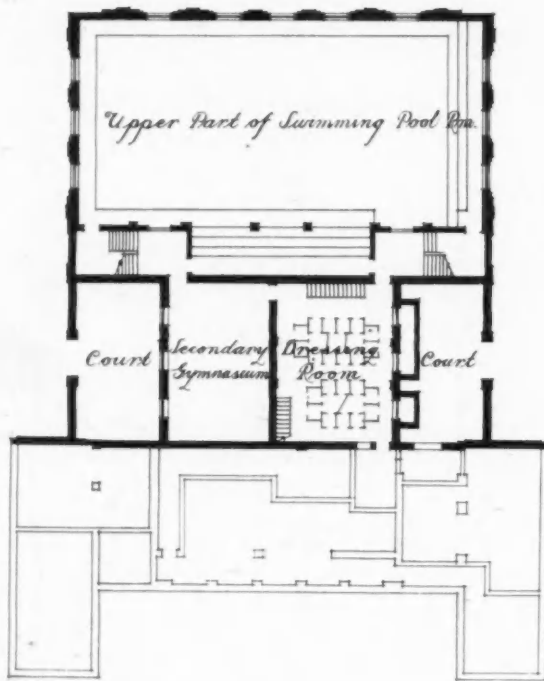 Upper Part of Swimming Pool Rm.
Court
Secondary
Gymnasium
Dressing
Room
Court